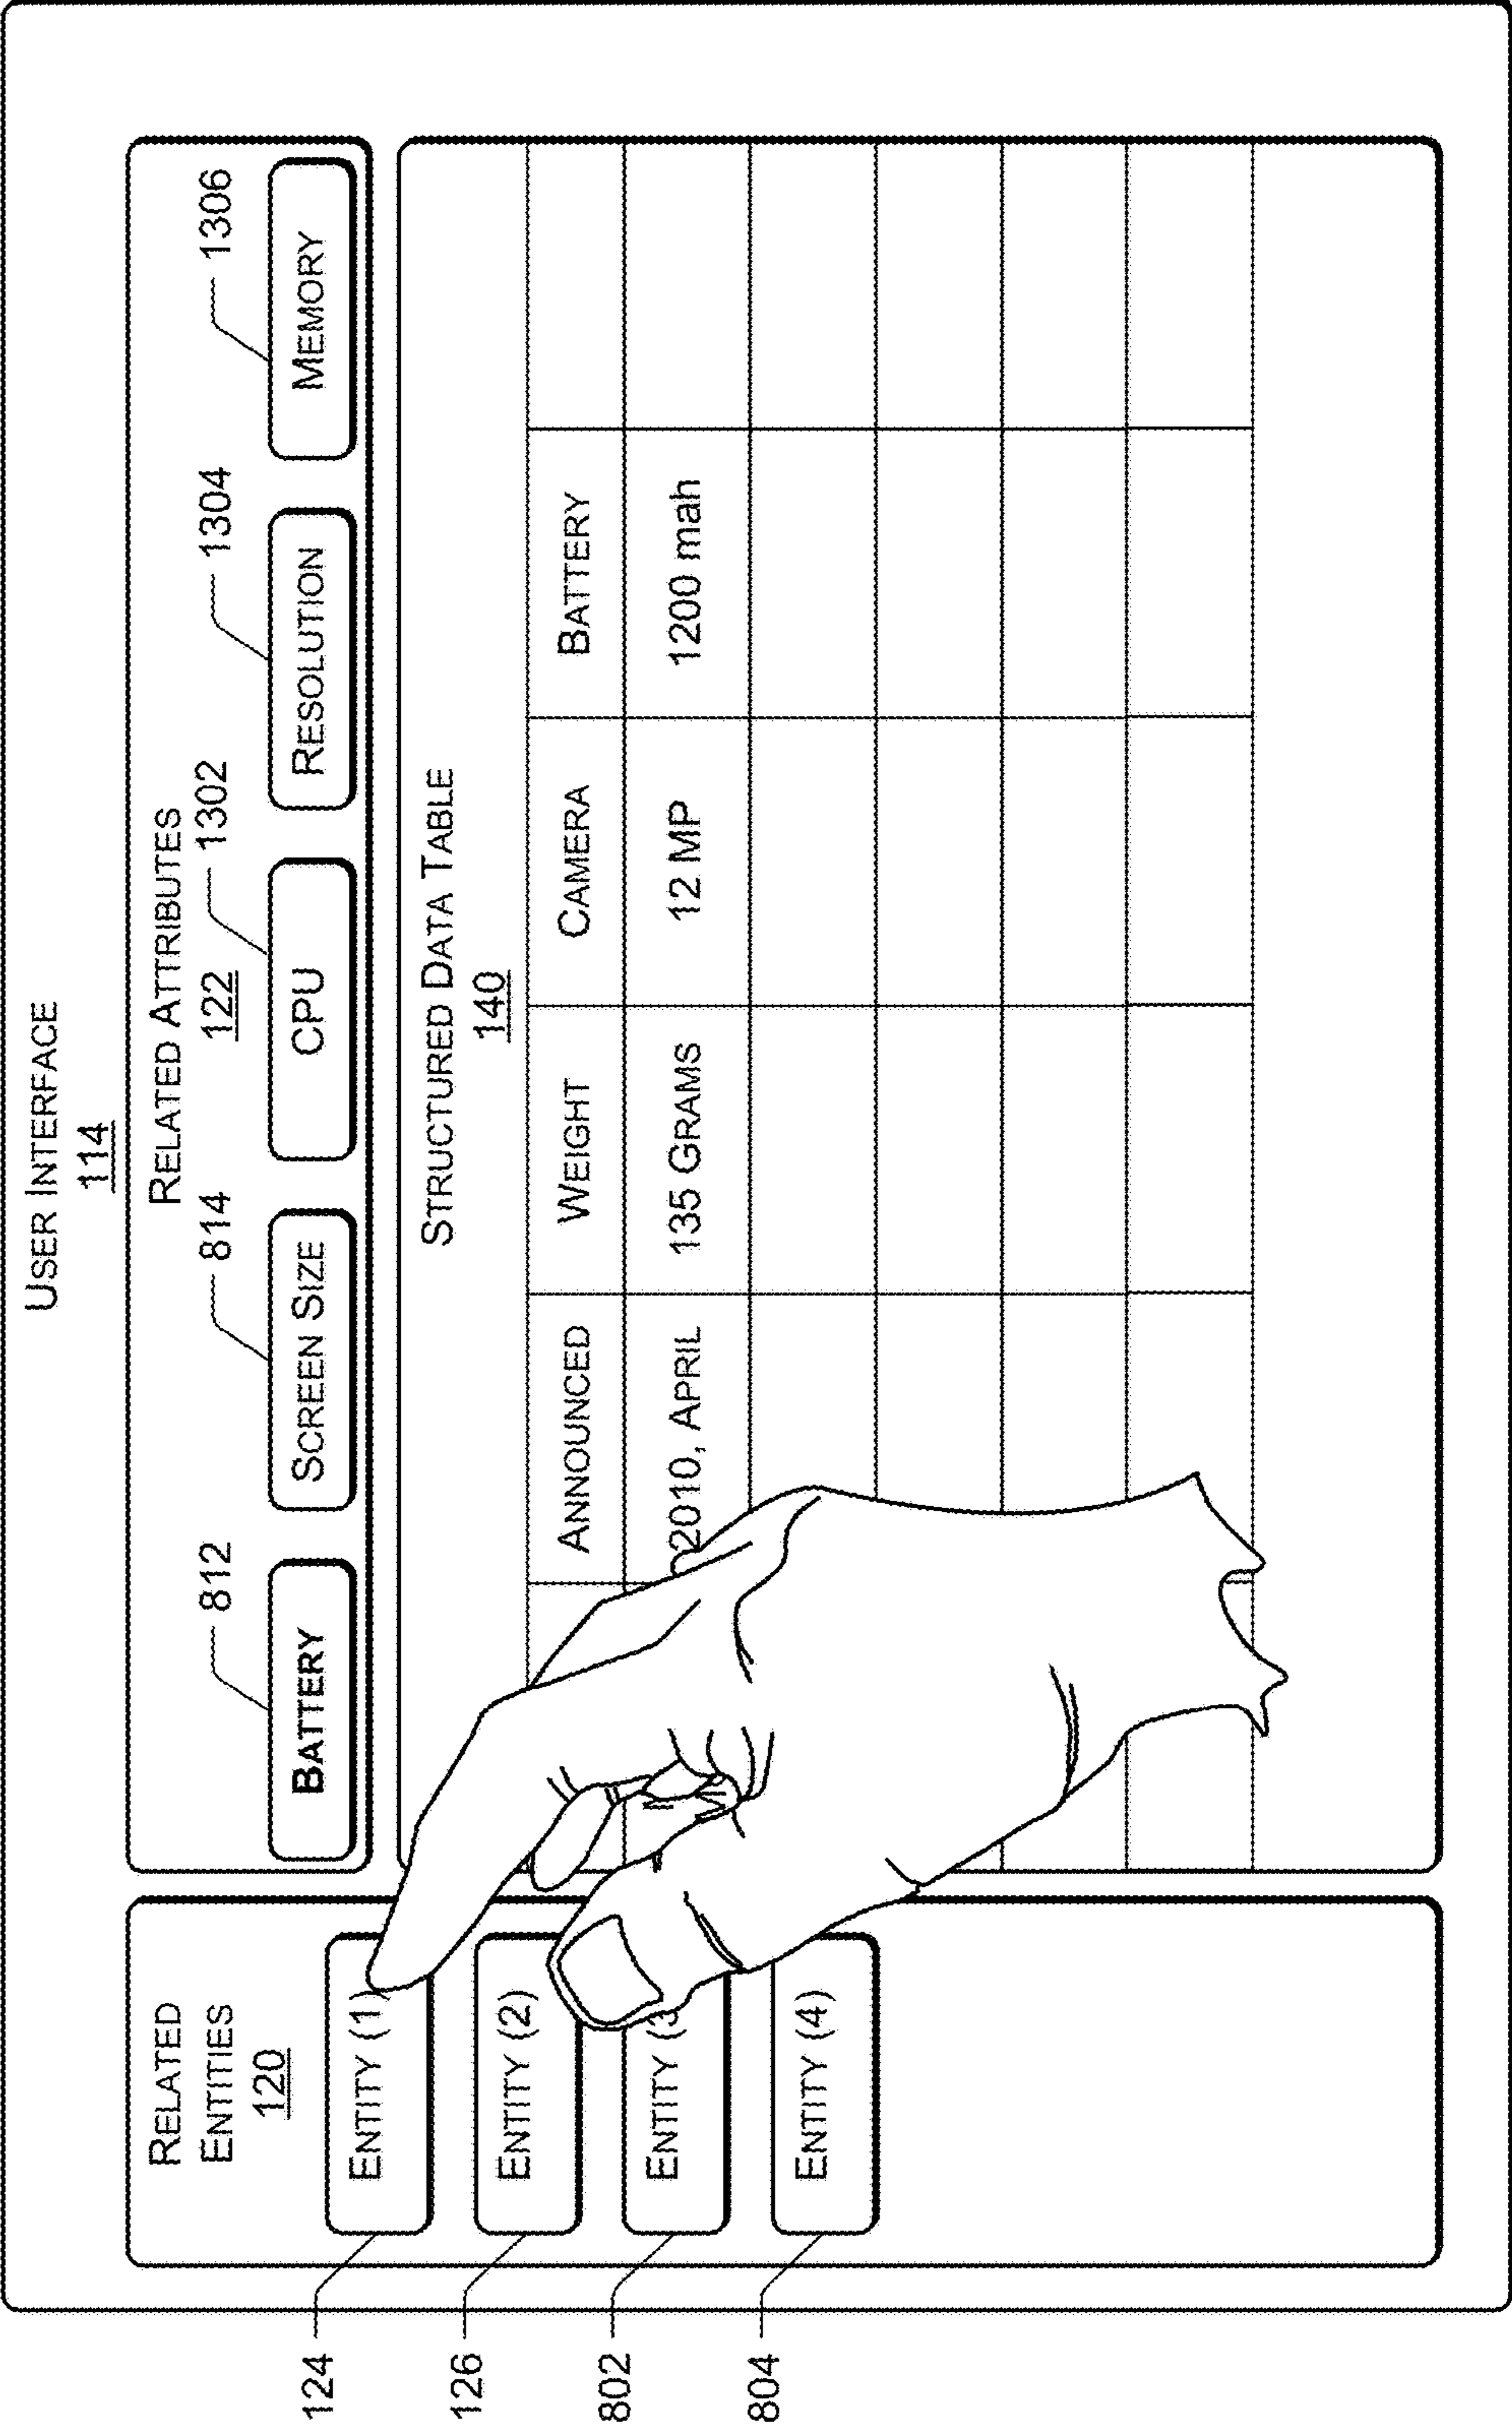 USER INTERFACE
114
RELATED
ENTITIES
120
ENTITY (1)
ENTITY (2)
ENTITY (3
ENTITY (4)
124
126
802
804
RELATED ATTRIBUTES
122
812
814
1302
1304
1306
BATTERY
SCREEN SIZE
CPU
RESOLUTION
MEMORY
STRUCTURED DATA TABLE
140
ANNOUNCED WEIGHT CAMERA BATTERY
2010, APRIL 135 GRAMS 12 MP 1200 mah